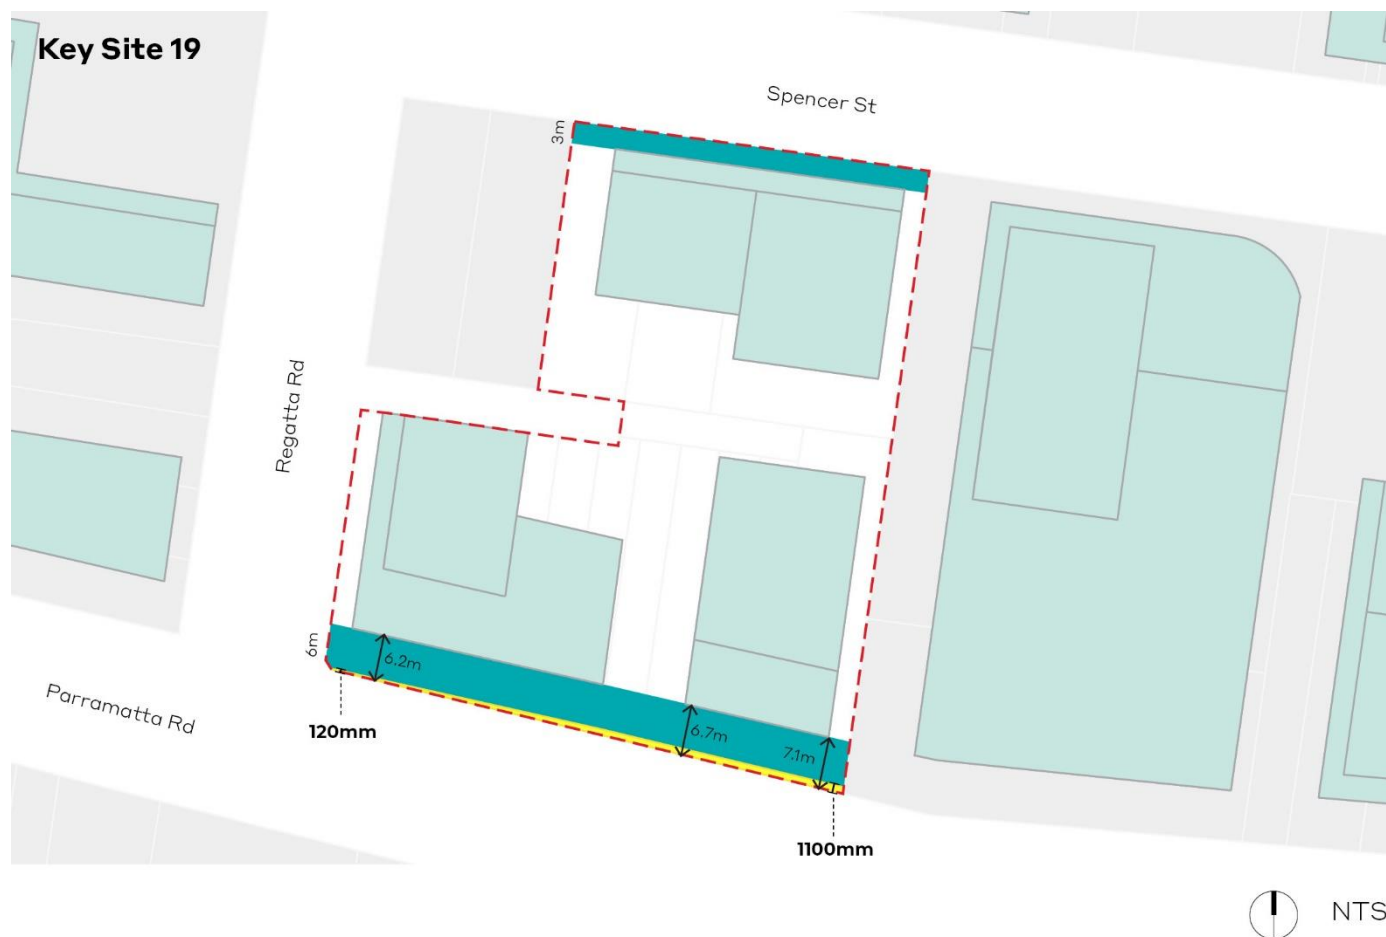 Key Site 19
Spencer St
3m
Regatta Rd
6m
6.2m
Parramatta Rd
120mm
6.7m
7.1m
1100mm
NTS